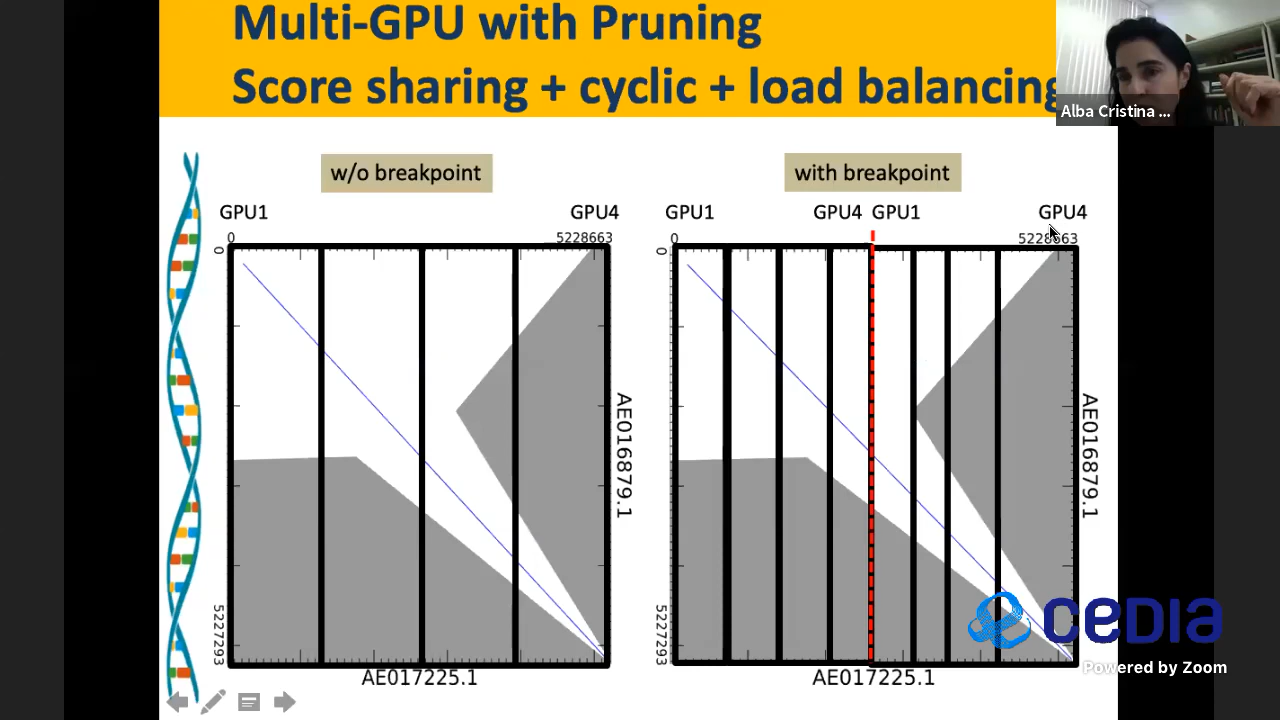 Multi-GPU with Pruning
Score sharing + cyclic + load balancing
Alba Cristina ...
w/o breakpoint
with breakpoint
GPU1
GPU4
GPU1
GPU4
GPU1
GPU4
0
5228663
0
5228663
0
0
AE016879.1
AE016879.1
5227293
5227293
AE017225.1
AE017225.1
CEDIA
Powered by Zoom